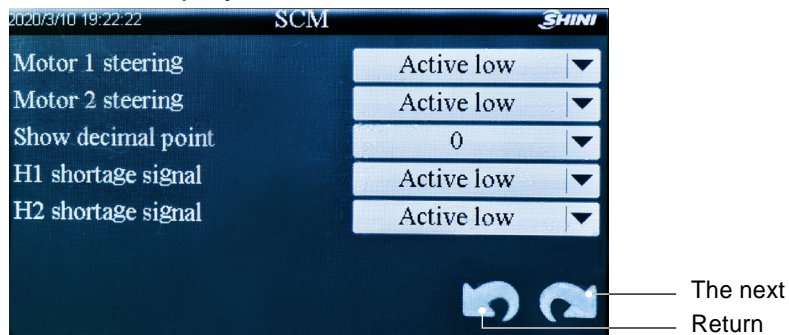 2020/3/10 19:22:22 SCM SHINI
Motor 1 steering Active low
Motor 2 steering Active low
Show decimal point 0
H1 shortage signal Active low
H2 shortage signal Active low
The next
Return